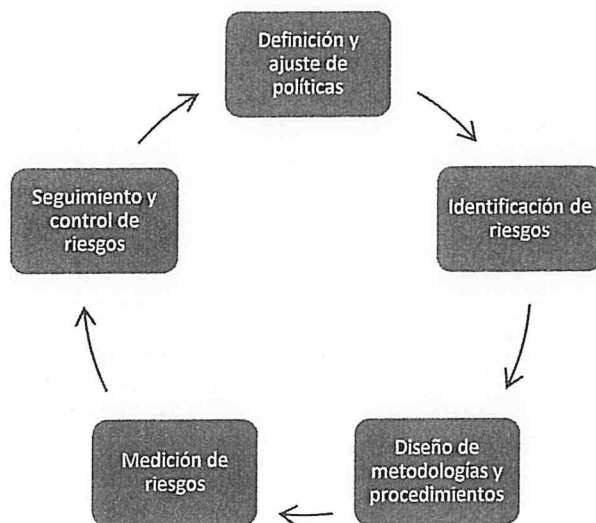 Definición y
ajuste de
políticas
Identificación de
riesgos
Diseño de
metodologías y
procedimientos
Medición de
riesgos
Seguimiento y
control de
riesgos